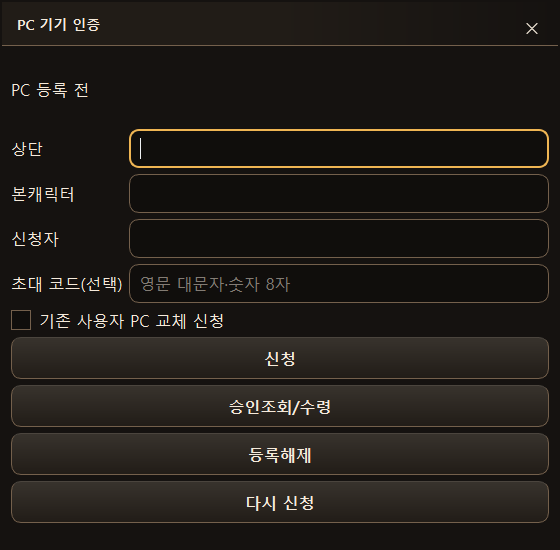 PC 기기 인증
PC 등록 전
상단
본캐릭터
신청자
초대 코드(선택) 영문 대문자·숫자 8자
기존 사용자 PC 교체 신청
신청
승인조회/수령
등록해제
다시 신청